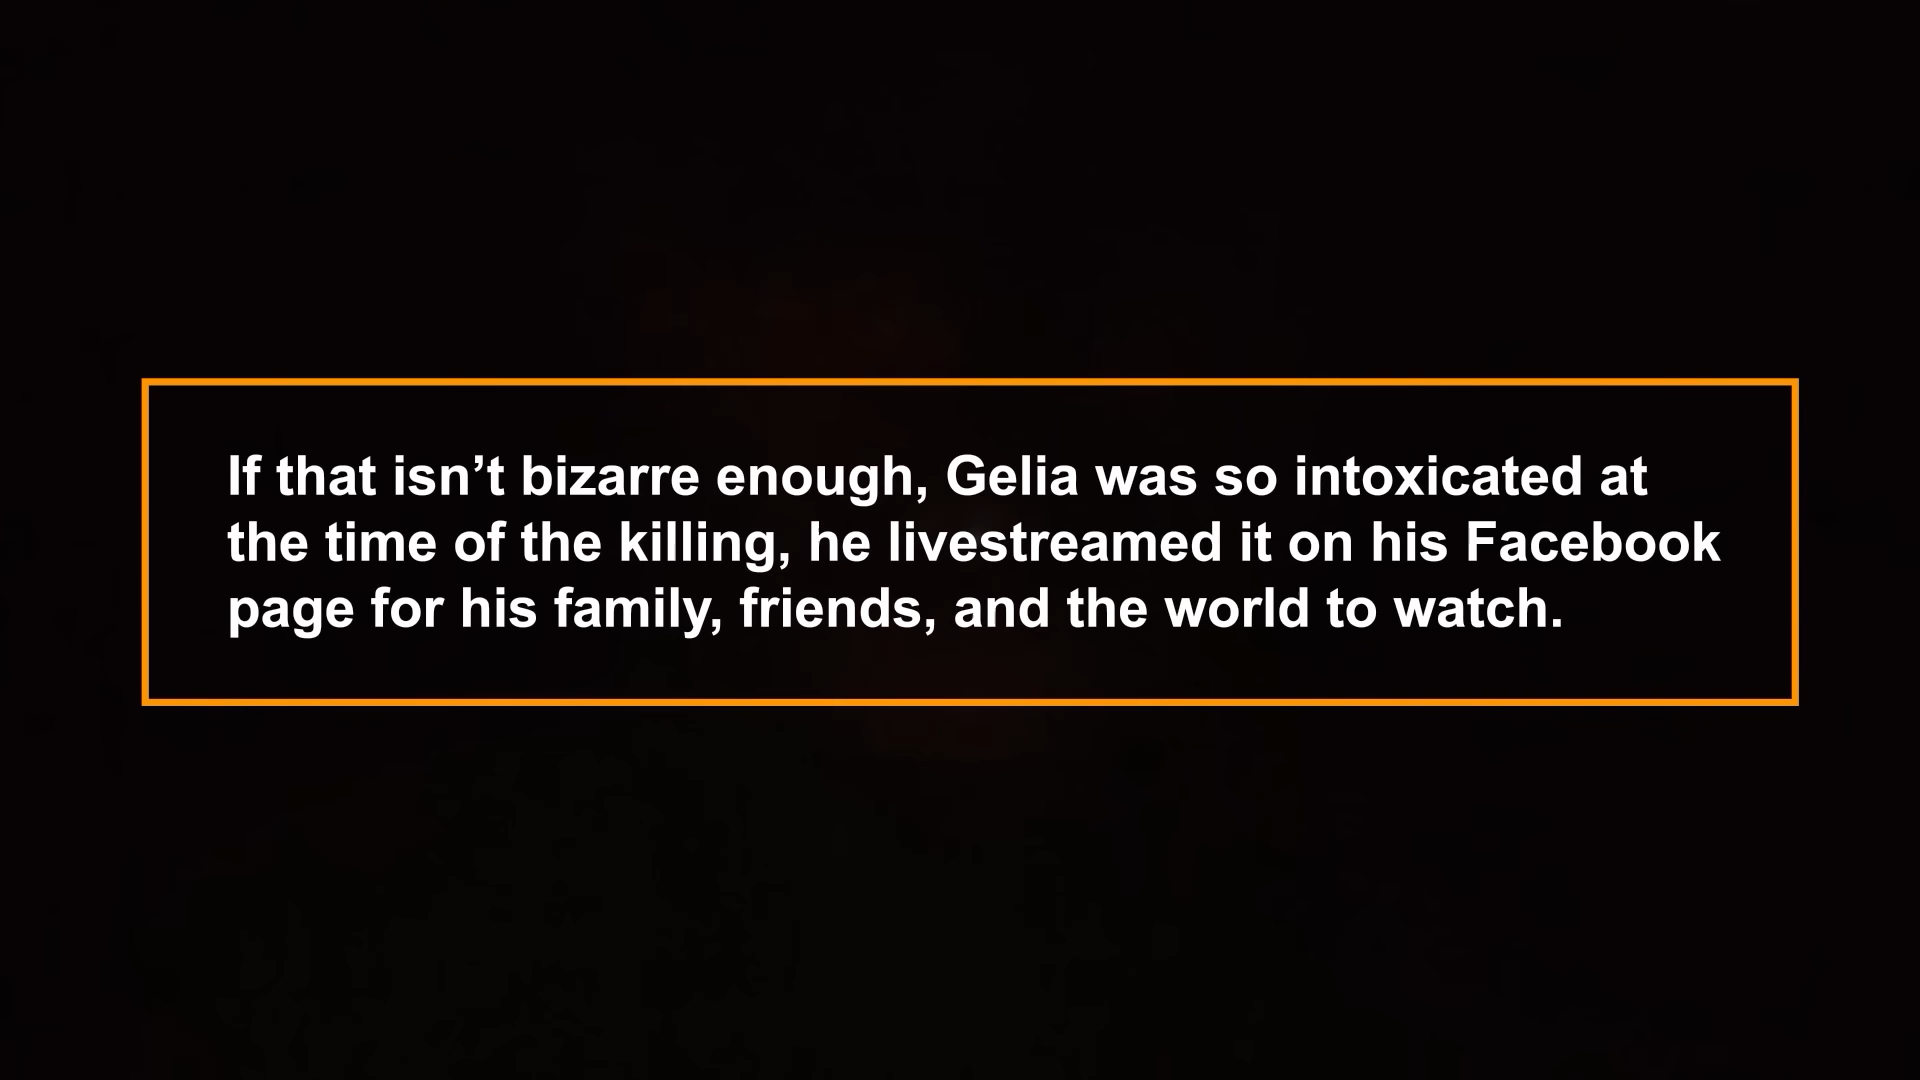 If that isn’t bizarre enough, Gelia was so intoxicated at
the time of the killing, he livestreamed it on his Facebook
page for his family, friends, and the world to watch.